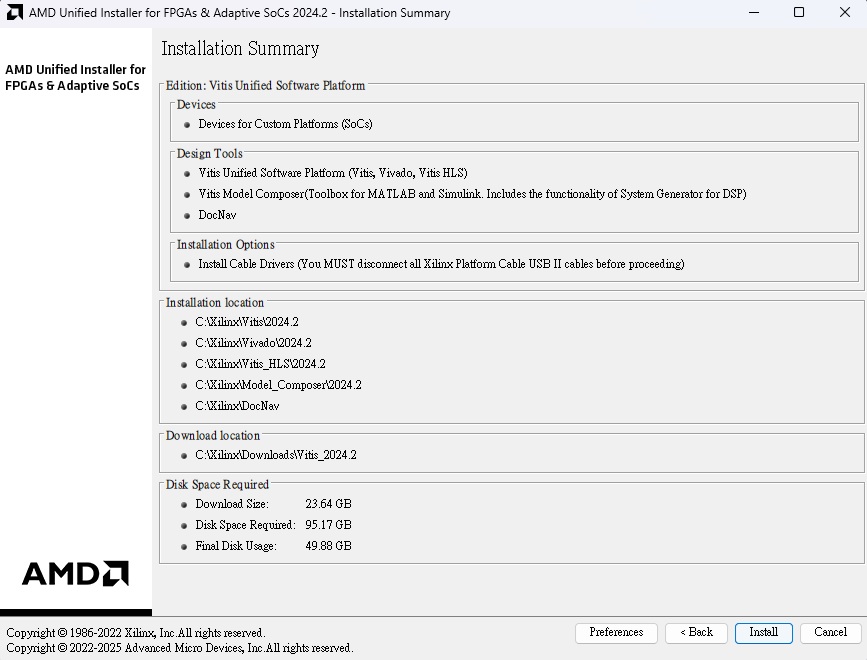 AMD Unified Installer for FPGAs & Adaptive SoCs 2024.2 - Installation Summary
AMD Unified Installer for
FPGAs & Adaptive SoCs
Installation Summary
Edition: Vitis Unified Software Platform
Devices
Devices for Custom Platforms (SoCs)
Design Tools
Vitis Unified Software Platform (Vitis, Vivado, Vitis HLS)
Vitis Model Composer(Toolbox for MATLAB and Simulink. Includes the functionality of System Generator for DSP)
DocNav
Installation Options
Install Cable Drivers (You MUST disconnect all Xilinx Platform Cable USB II cables before proceeding)
Installation location
C:\Xilinx\Vitis\2024.2
C:\Xilinx\Vivado\2024.2
C:\Xilinx\Vitis_HLS\2024.2
C:\Xilinx\Model_Composer\2024.2
C:\Xilinx\DocNav
Download location
C:\Xilinx\Downloads\Vitis_2024.2
Disk Space Required
Download Size: 23.64 GB
Disk Space Required: 95.17 GB
Final Disk Usage: 49.88 GB
AMD
Copyright © 1986-2022 Xilinx, Inc.All rights reserved.
Copyright © 2022-2025 Advanced Micro Devices, Inc.All rights reserved.
Preferences
< Back
Install
Cancel